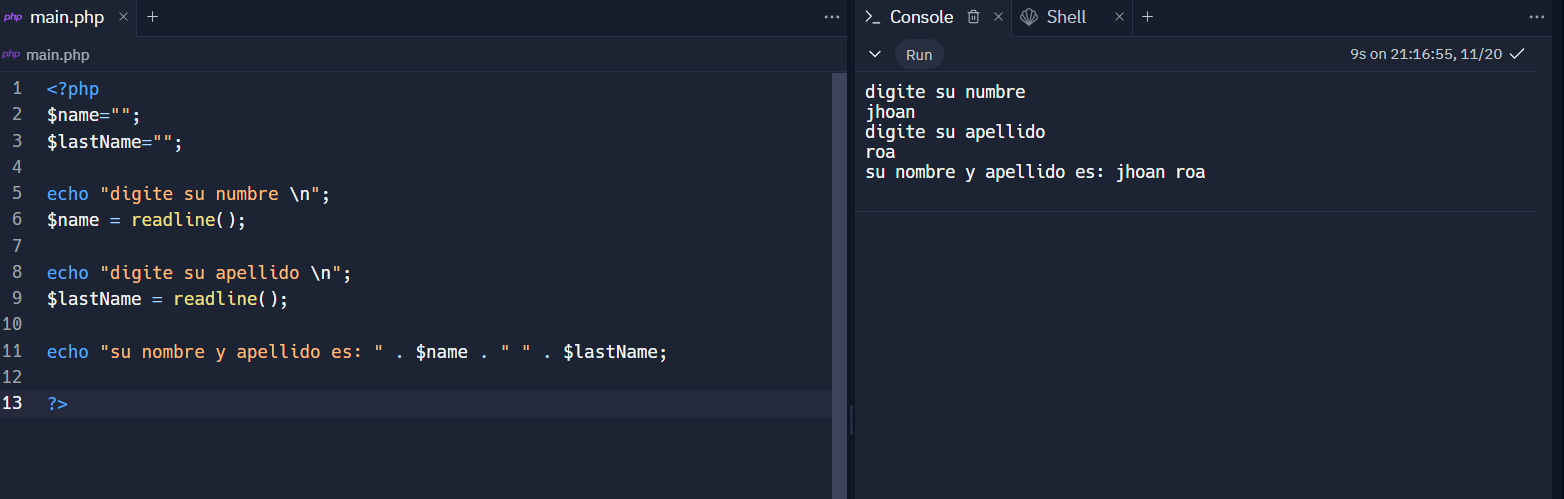 php main.php
php main.php
1 <?php
2 $name="";
3 $lastName="";
4
5 echo "digite su numbre \n";
6 $name = readline();
7
8 echo "digite su apellido \n";
9 $lastName = readline();
10
11 echo "su nombre y apellido es: " . $name . " " . $lastName;
12
13 ?>
Console
Shell
Run
9s on 21:16:55, 11/20
digite su numbre
jhoan
digite su apellido
roa
su nombre y apellido es: jhoan roa